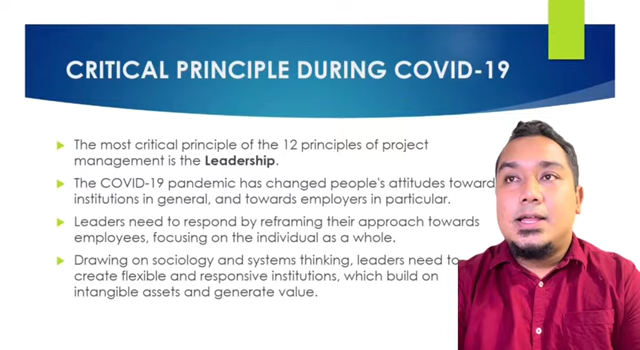 CRITICAL PRINCIPLE DURING COVID-19
The most critical principle of the 12 principles of project
management is the Leadership.
The COVID-19 pandemic has changed people's attitudes toward
institutions in general, and towards employers in particular.
Leaders need to respond by reframing their approach towards
employees, focusing on the individual as a whole.
Drawing on sociology and systems thinking, leaders need to
create flexible and responsive institutions, which build on
intangible assets and generate value.